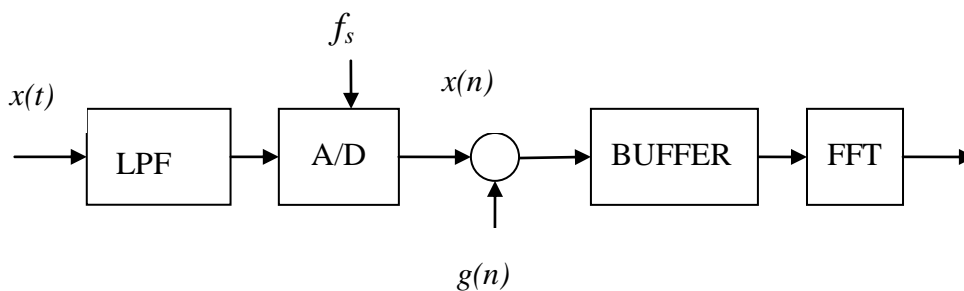 f_s
x(t)
x(n)
LPF
A/D
BUFFER
FFT
g(n)